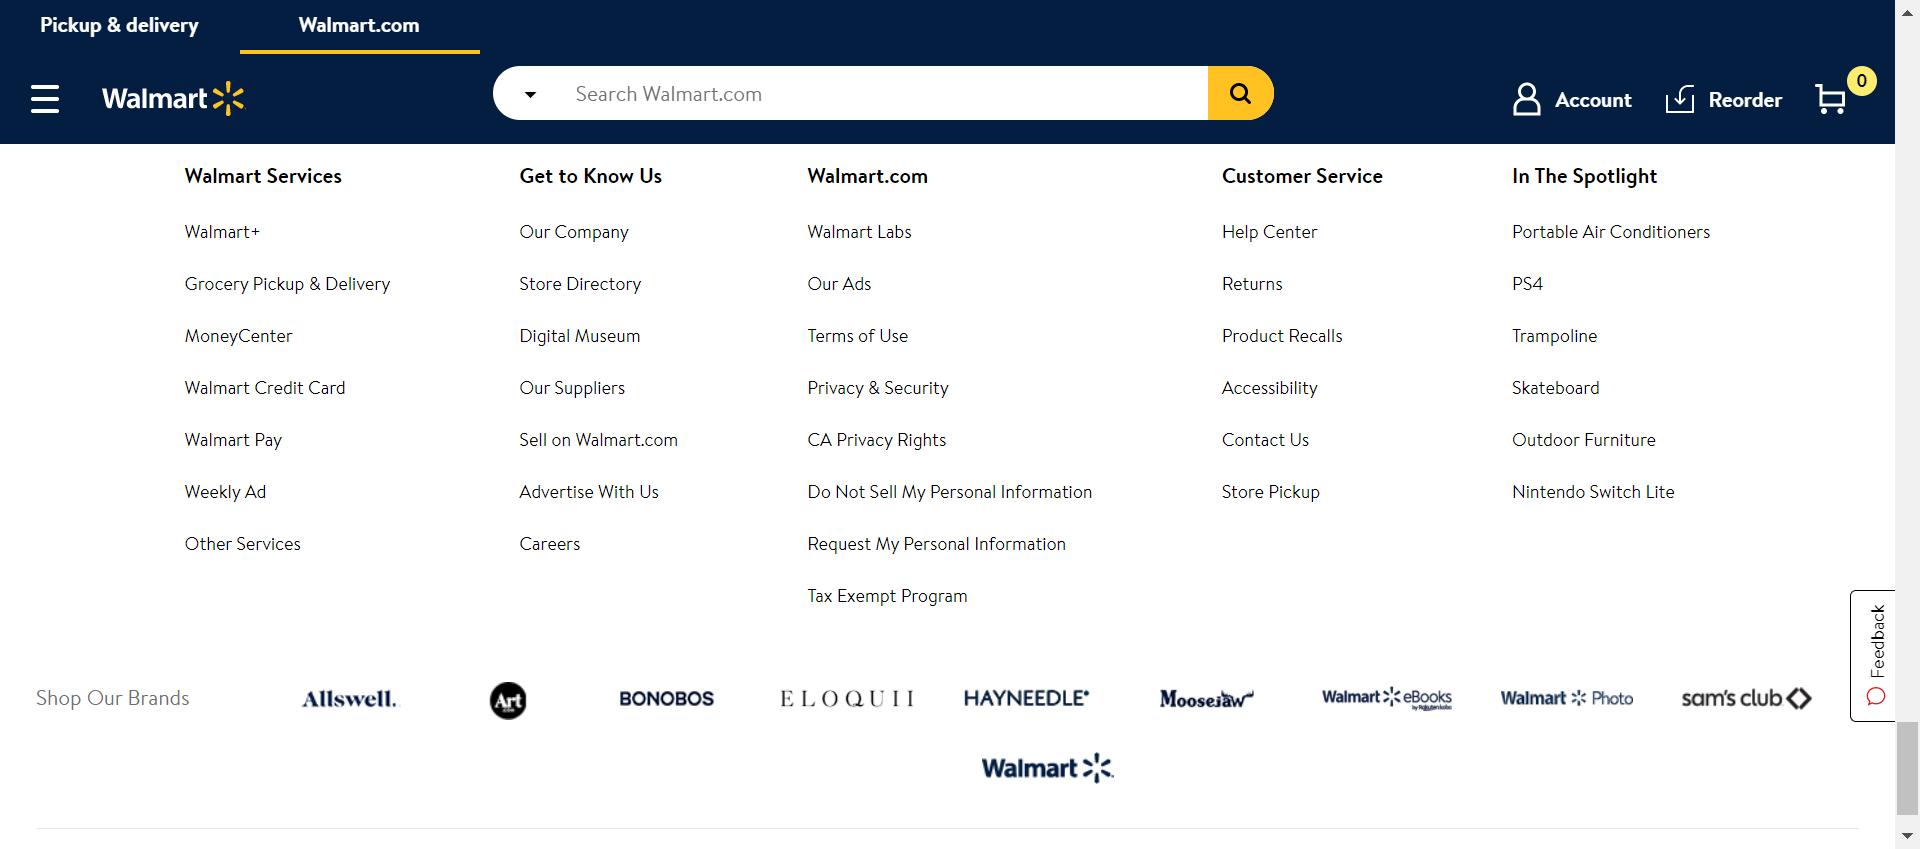 Pickup & delivery
Walmart.com
Walmart
Search Walmart.com
Account
Reorder
0
Walmart Services
Walmart+
Grocery Pickup & Delivery
MoneyCenter
Walmart Credit Card
Walmart Pay
Weekly Ad
Other Services
Get to Know Us
Our Company
Store Directory
Digital Museum
Our Suppliers
Sell on Walmart.com
Advertise With Us
Careers
Walmart.com
Walmart Labs
Our Ads
Terms of Use
Privacy & Security
CA Privacy Rights
Do Not Sell My Personal Information
Request My Personal Information
Tax Exempt Program
Customer Service
Help Center
Returns
Product Recalls
Accessibility
Contact Us
Store Pickup
In The Spotlight
Portable Air Conditioners
PS4
Trampoline
Skateboard
Outdoor Furniture
Nintendo Switch Lite
Feedback
Shop Our Brands
Allswell.
Art
.com
BONOBOS
ELOQUII
HAYNEEDLE
Moosejaw
Walmart eBooks
by Rakuten kobo
Walmart Photo
sam's club
Walmart